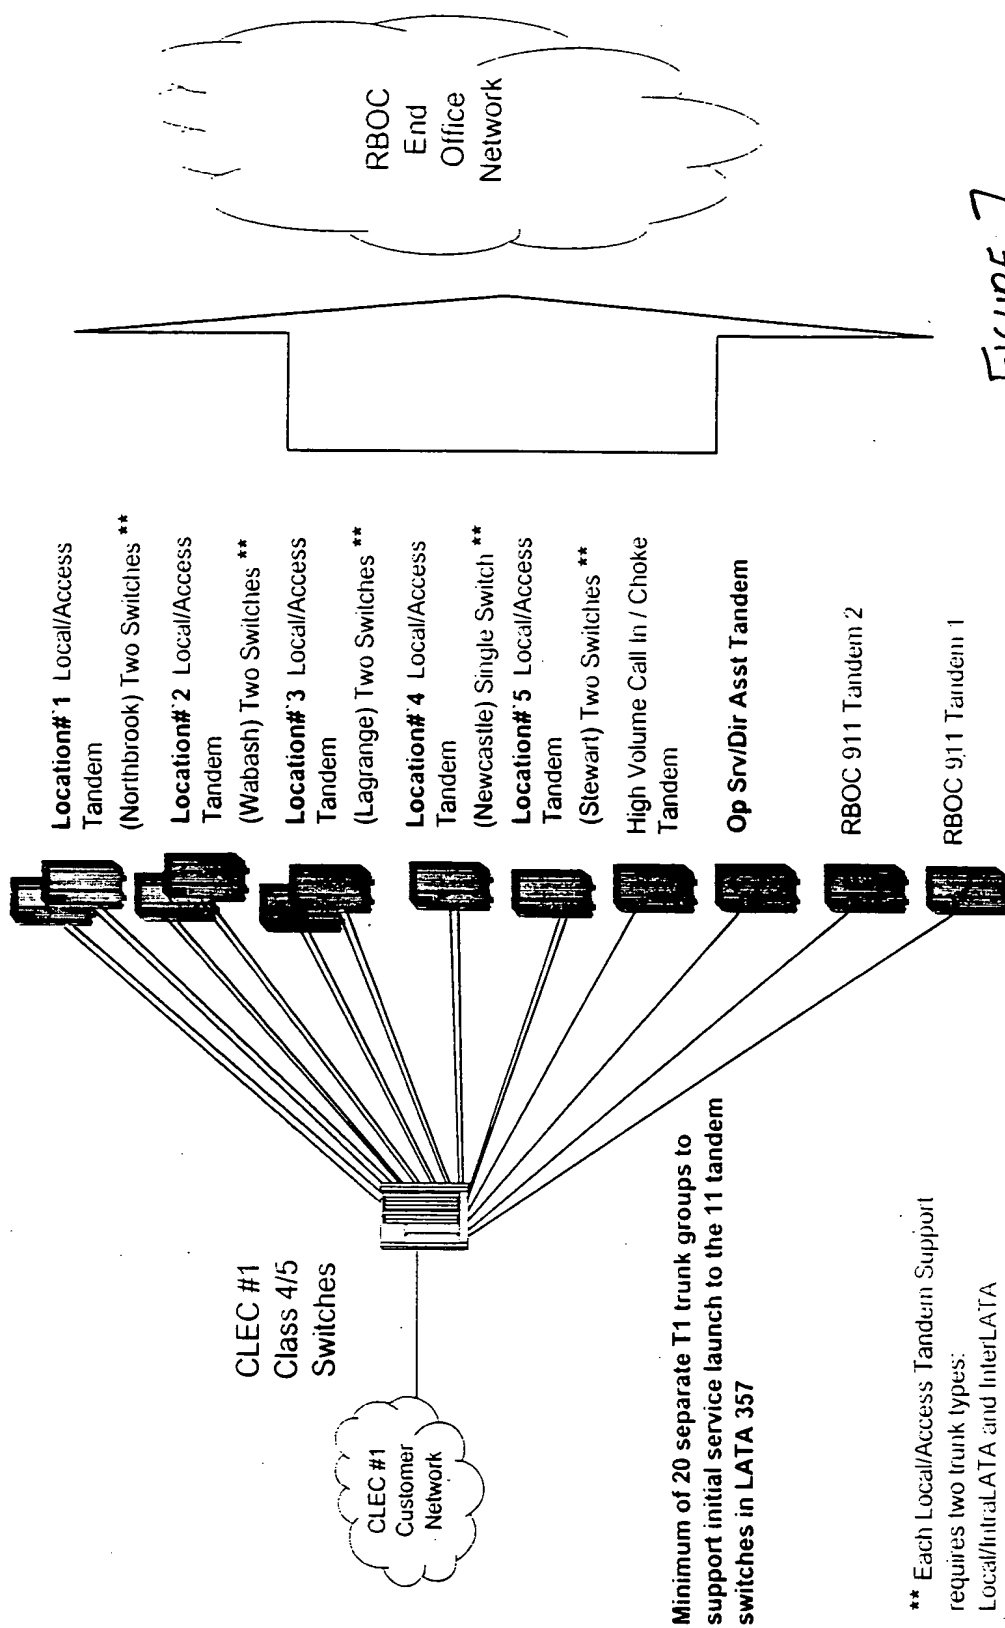 CLEC #1
Customer
Network
CLEC #1
Class 4/5
Switches
Location# 1 Local/Access
Tandem
(Northbrook) Two Switches **
Location# 2 Local/Access
Tandem
(Wabash) Two Switches **
Location# 3 Local/Access
Tandem
(Lagrange) Two Switches **
Location# 4 Local/Access
Tandem
(Newcastle) Single Switch **
Location# 5 Local/Access
Tandem
(Stewart) Two Switches **
High Volume Call In / Choke
Tandem
Op Srv/Dir Asst Tandem
RBOC 911 Tandem 2
RBOC 911 Tandem 1
RBOC
End
Office
Network
Minimum of 20 separate T1 trunk groups to
support initial service launch to the 11 tandem
switches in LATA 357
** Each Local/Access Tandem Support
requires two trunk types:
Local/IntraLATA and InterLATA
FIGURE 7